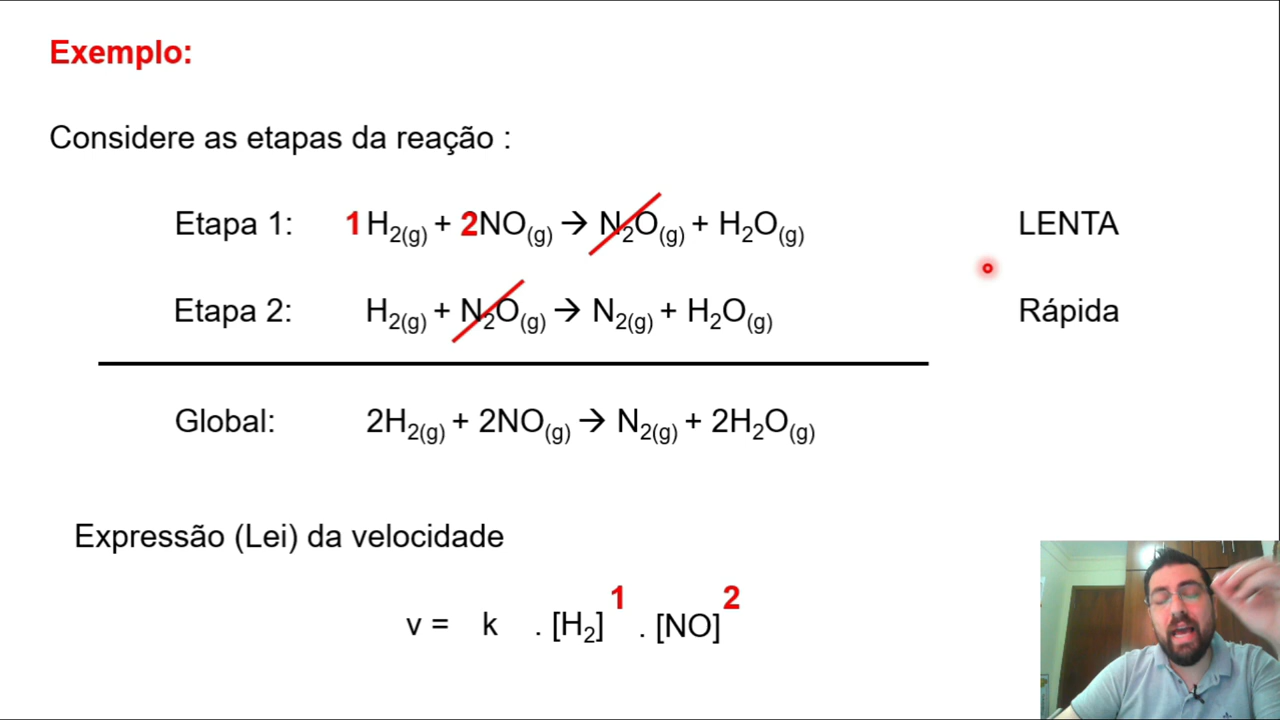 Exemplo:
Considere as etapas da reação :
Etapa 1: 1 H₂(g) + 2NO(g) → N₂O(g) + H₂O(g) LENTA
Etapa 2: H₂(g) + N₂O(g) → N₂(g) + H₂O(g) Rápida
Global: 2H₂(g) + 2NO(g) → N₂(g) + 2H₂O(g)
Expressão (Lei) da velocidade
v = k . [H₂]¹ . [NO]²